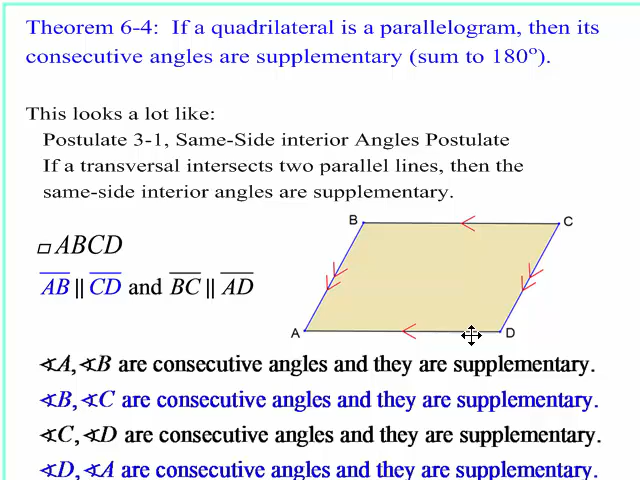 Theorem 6-4: If a quadrilateral is a parallelogram, then its
consecutive angles are supplementary (sum to 180°).
This looks a lot like:
Postulate 3-1, Same-Side interior Angles Postulate
If a transversal intersects two parallel lines, then the
same-side interior angles are supplementary.
B
C
▱ABCD
AB || CD and BC || AD
A
D
∢A,∢B are consecutive angles and they are supplementary.
∢B,∢C are consecutive angles and they are supplementary.
∢C,∢D are consecutive angles and they are supplementary.
∢D,∢A are consecutive angles and they are supplementary.